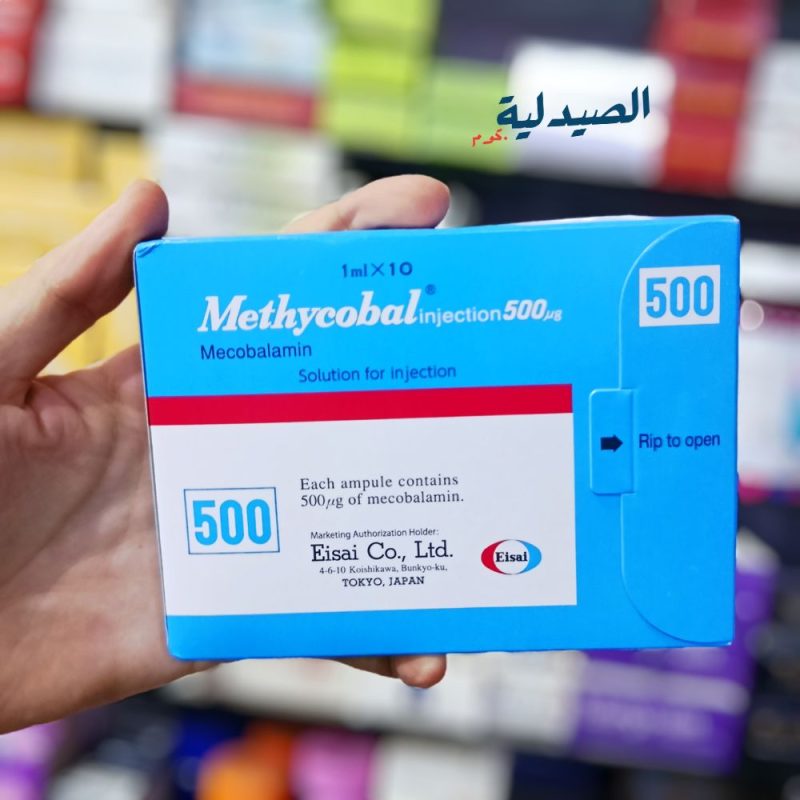 الصيدلية
.كوم
1ml×10
Methycobal® injection 500μg
Mecobalamin
Solution for injection
500
Rip to open
Each ampule contains
500μg of mecobalamin.
500
Marketing Authorization Holder:
Eisai Co., Ltd.
4-6-10 Koishikawa, Bunkyo-ku,
TOKYO, JAPAN
Eisai